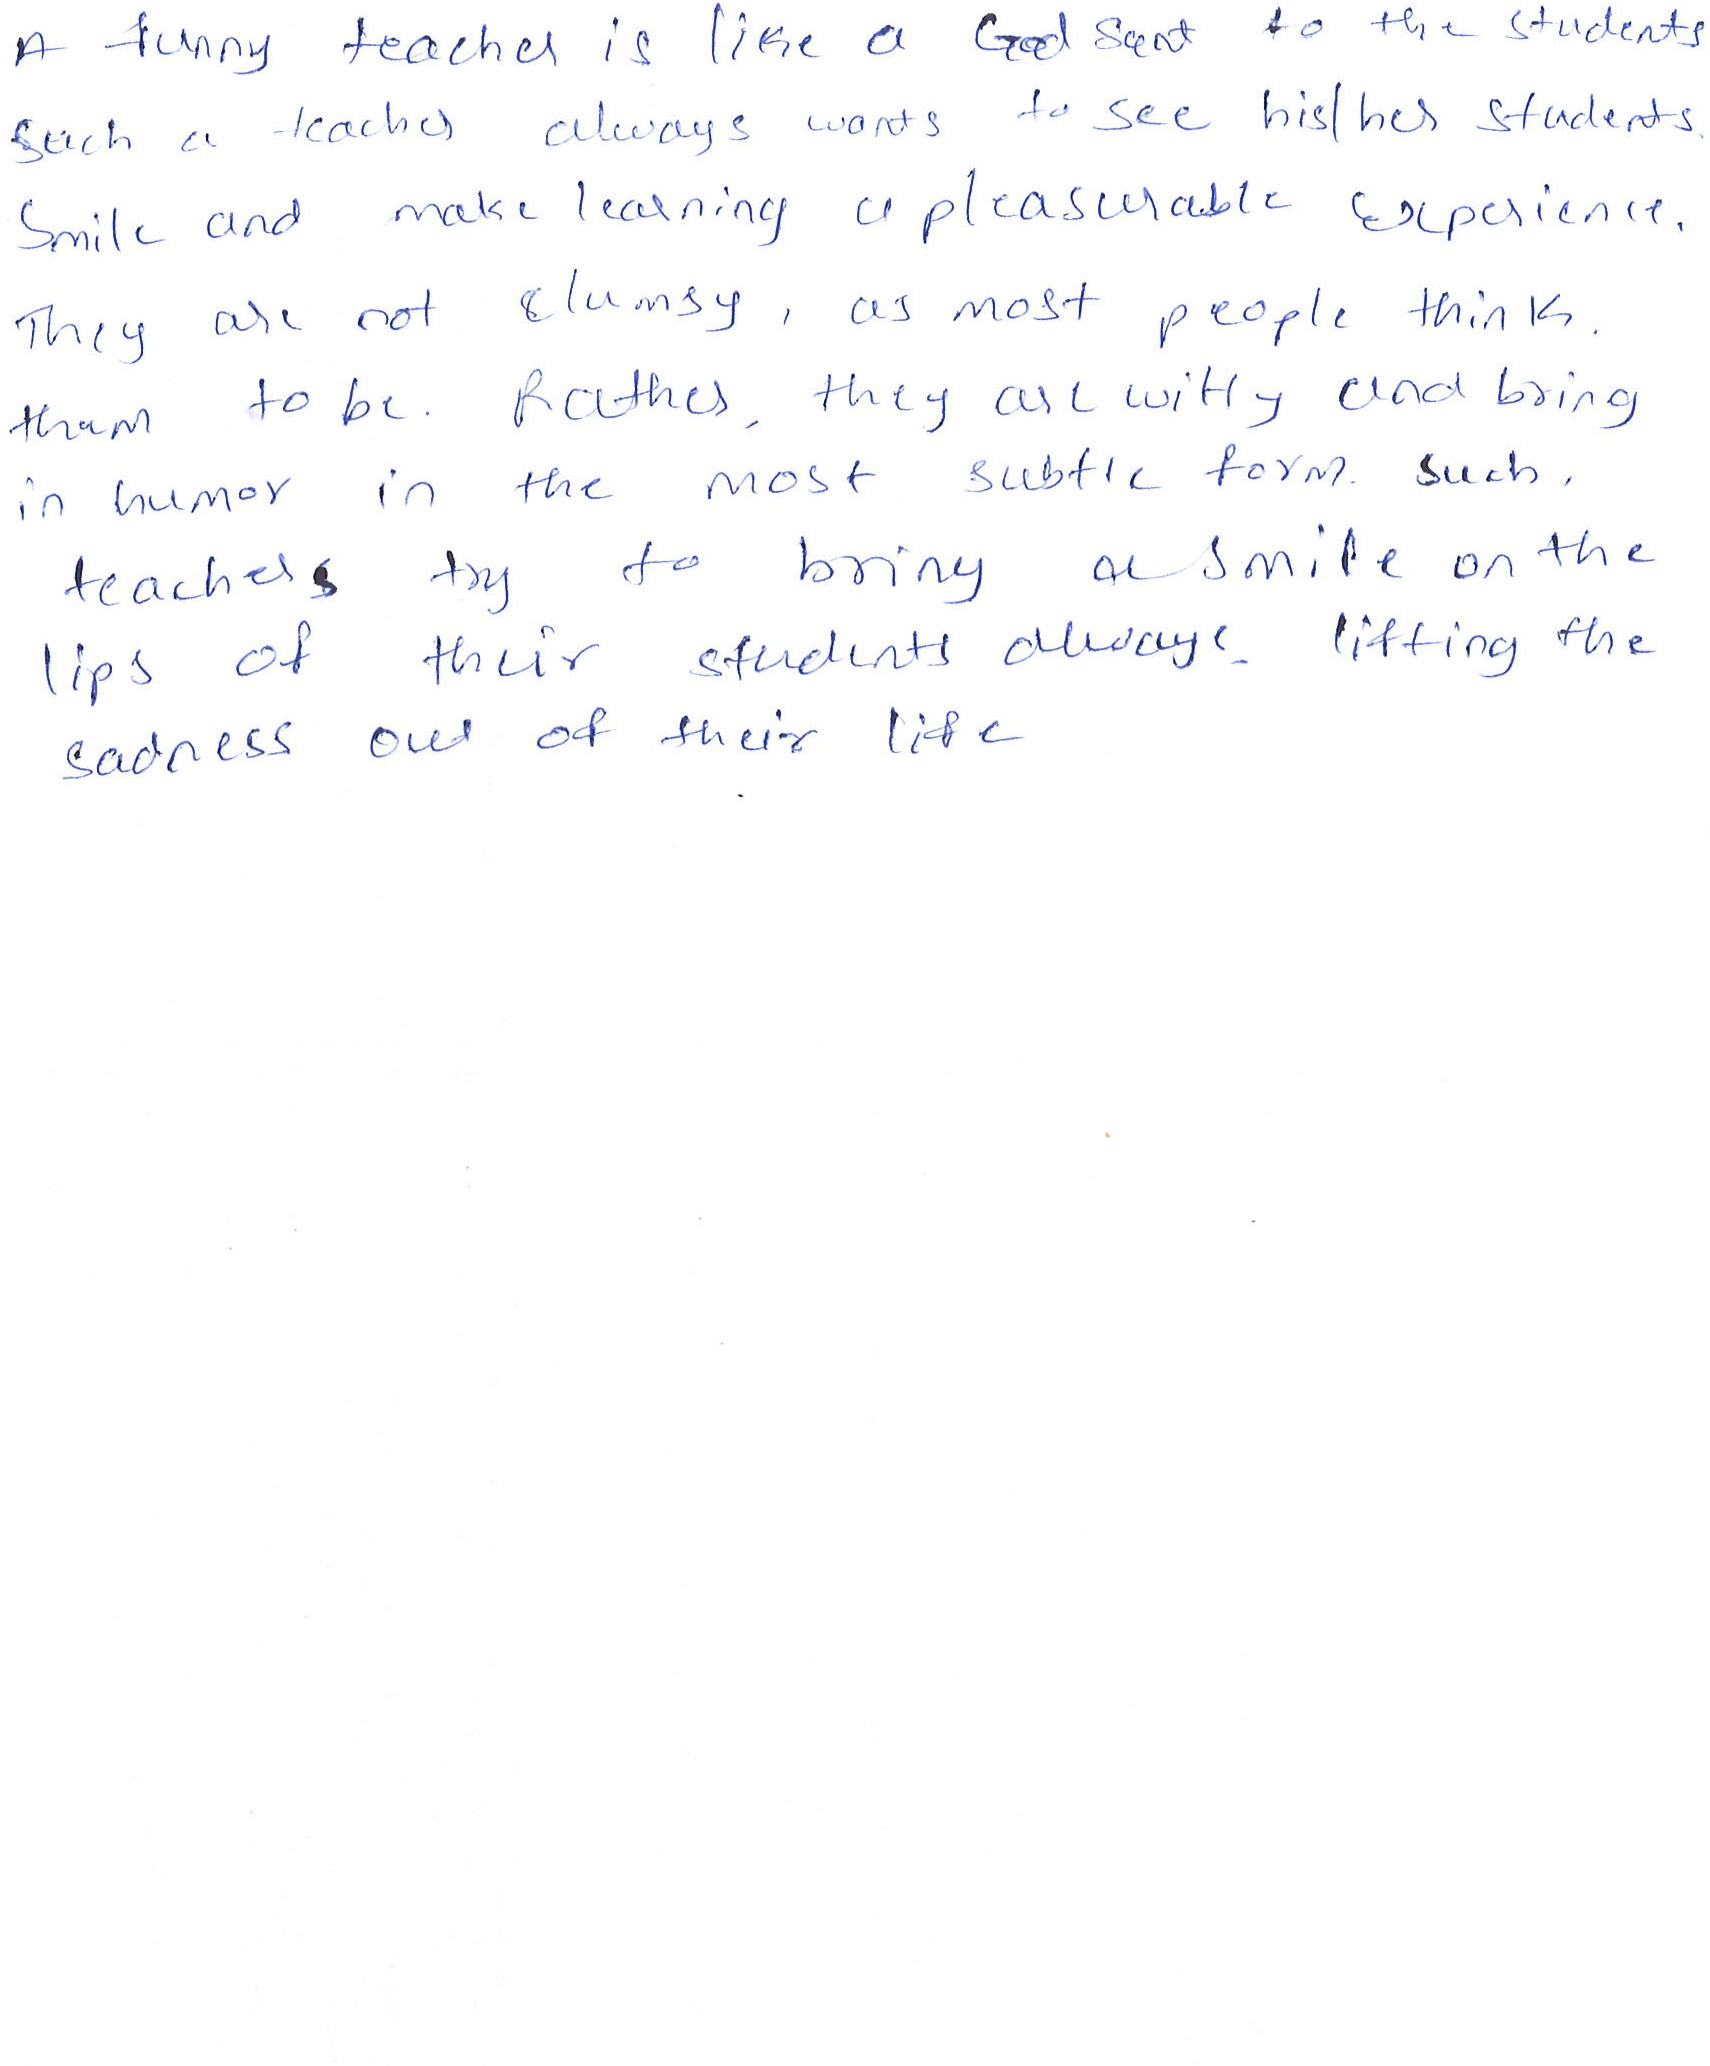 A funny teacher is like a God Sent to the students
Such a teacher always wants to see his/her students.
Smile and make learning a pleasurable experience.
They are not clumsy, as most people thinks.
them to be. Rather, they are witty and bring
in humor in the most subtle form. Such,
teachers try to bring a smile on the
lips of their students always. lifting the
sadness out of their life